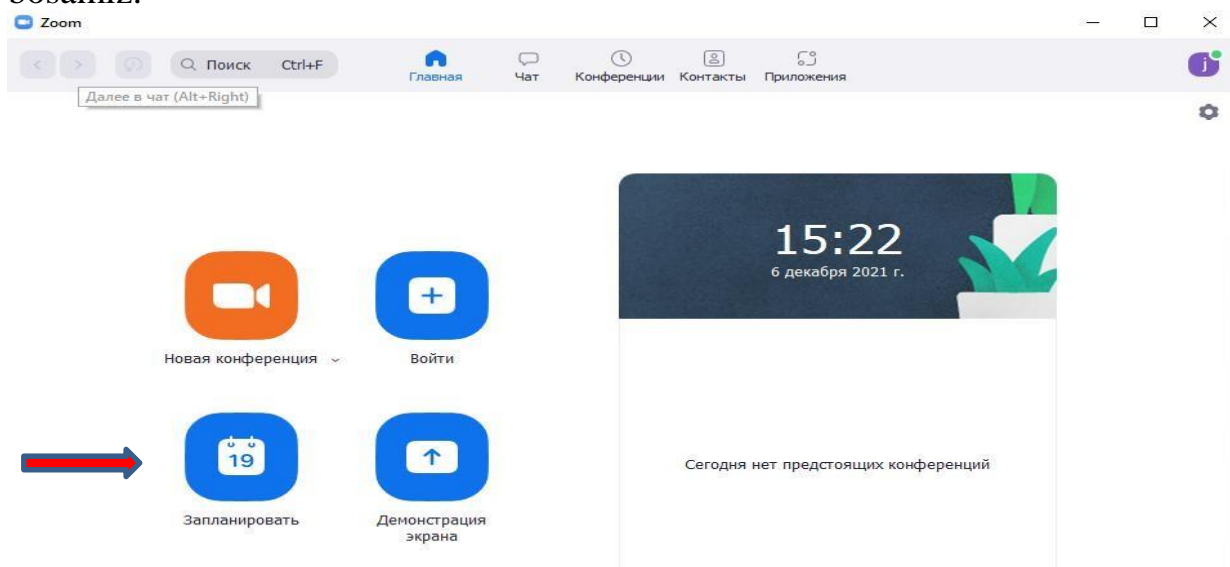 bosamiz.
Zoom
Поиск Ctrl+F
Главная
Чат
Конференции
Контакты
Приложения
j
Далее в чат (Alt+Right)
15:22
6 декабря 2021 г.
Новая конференция
Войти
19
Запланировать
Демонстрация
экрана
Сегодня нет предстоящих конференций